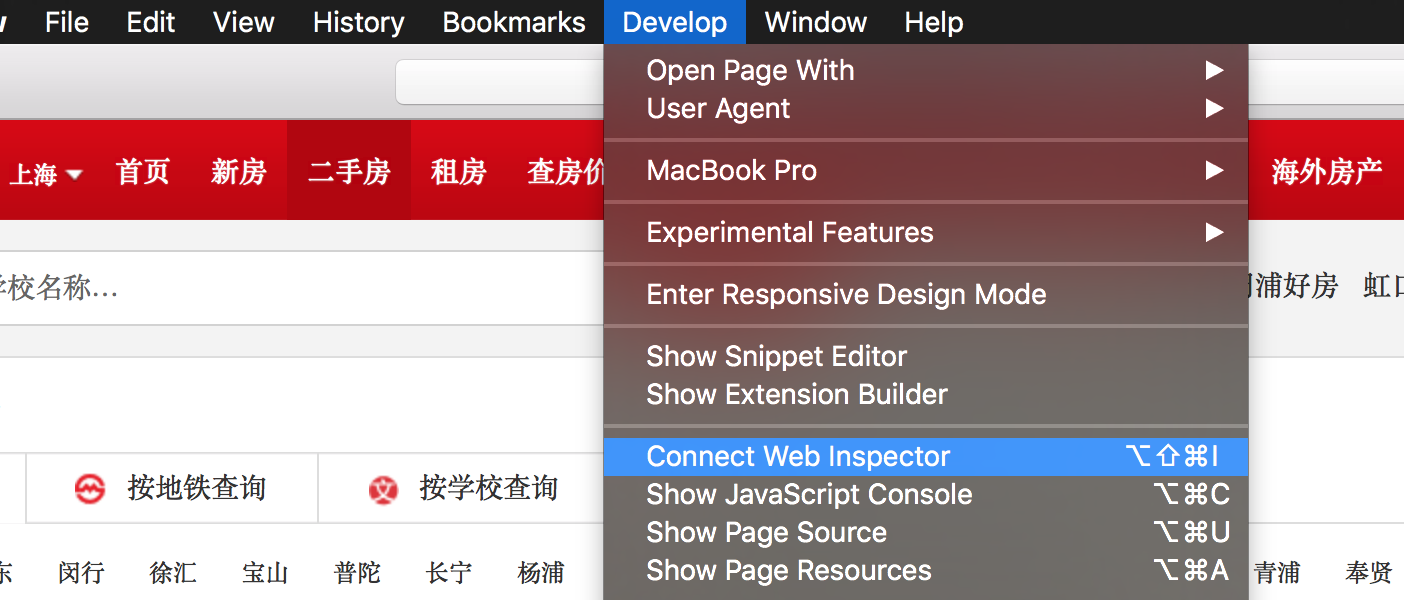 File Edit View History Bookmarks Develop Window Help
Open Page With
User Agent
上海 首页 新房 二手房 租房 查房价 海外房产
MacBook Pro
Experimental Features
校名称... 浦好房
Enter Responsive Design Mode
Show Snippet Editor
Show Extension Builder
Connect Web Inspector ⌥⇧⌘I
按地铁查询 按学校查询
Show JavaScript Console ⌥⌘C
Show Page Source ⌥⌘U
Show Page Resources ⌥⌘A
闵行 徐汇 宝山 普陀 长宁 杨浦 青浦 奉贤